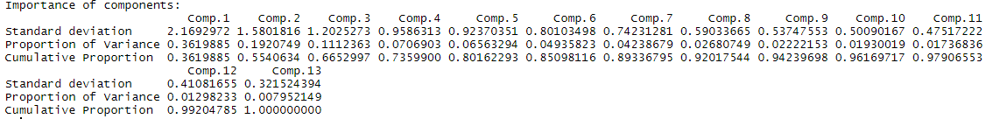 Importance of components:
Comp.1 Comp.2 Comp.3 Comp.4 Comp.5 Comp.6 Comp.7 Comp.8 Comp.9 Comp.10 Comp.11
Standard deviation 2.1692972 1.5801816 1.2025273 0.9586313 0.92370351 0.80103498 0.74231281 0.59033665 0.53747553 0.50090167 0.47517222
Proportion of Variance 0.3619885 0.1920749 0.1112363 0.0706903 0.06563294 0.04935823 0.04238679 0.02680749 0.02222153 0.01930019 0.01736836
Cumulative Proportion 0.3619885 0.5540634 0.6652997 0.7359900 0.80162293 0.85098116 0.89336795 0.92017544 0.94239698 0.96169717 0.97906553
Comp.12 Comp.13
Standard deviation 0.41081655 0.321524394
Proportion of Variance 0.01298233 0.007952149
Cumulative Proportion 0.99204785 1.000000000